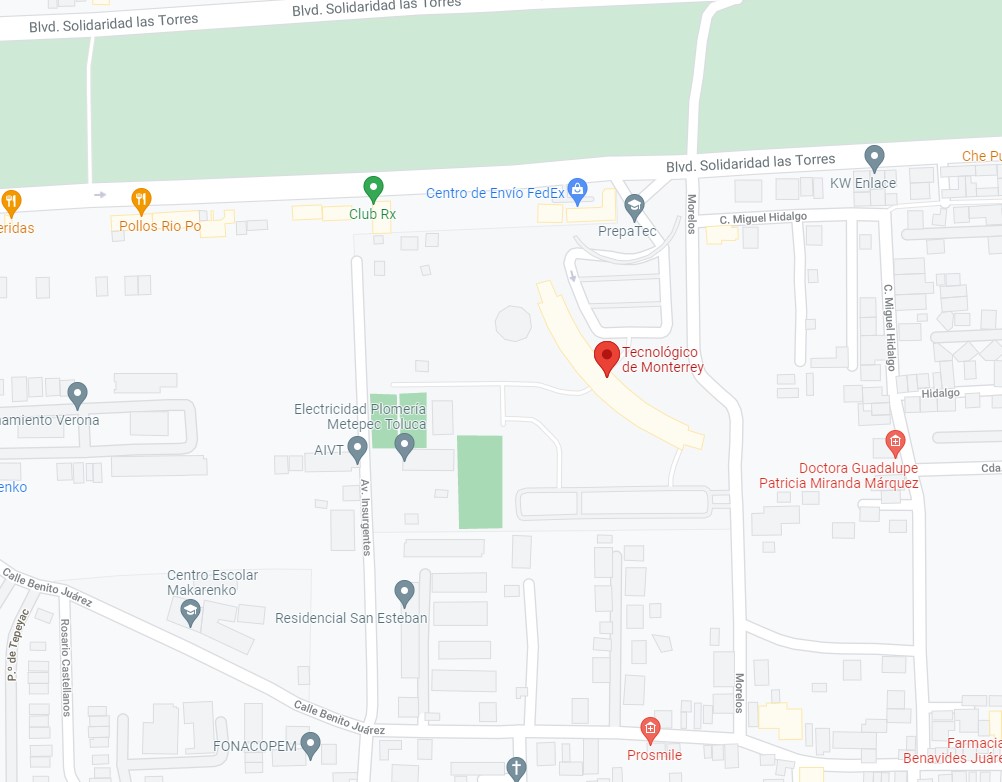 Blvd. Solidaridad las Torres
Blvd. Solidaridad las Torres
Blvd. Solidaridad las Torres
KW Enlace
Che Pu
eridas
Pollos Rio Po
Club Rx
Centro de Envío FedEx
PrepaTec
Morelos
C. Miguel Hidalgo
C. Miguel Hidalgo
Tecnológico
de Monterrey
Hidalgo
namiento Verona
Electricidad Plomeria
Metepec Toluca
AIVT
Doctora Guadalupe
Patricia Miranda Márquez
Cda
enko
Av. Insurgentes
Calle Benito Juárez
Centro Escolar
Makarenko
Residencial San Esteban
P.º de Tepeyac
Rosario Castellanos
Morelos
Calle Benito Juárez
FONACOPEM
Prosmile
Farmacia
Benavides Juáre